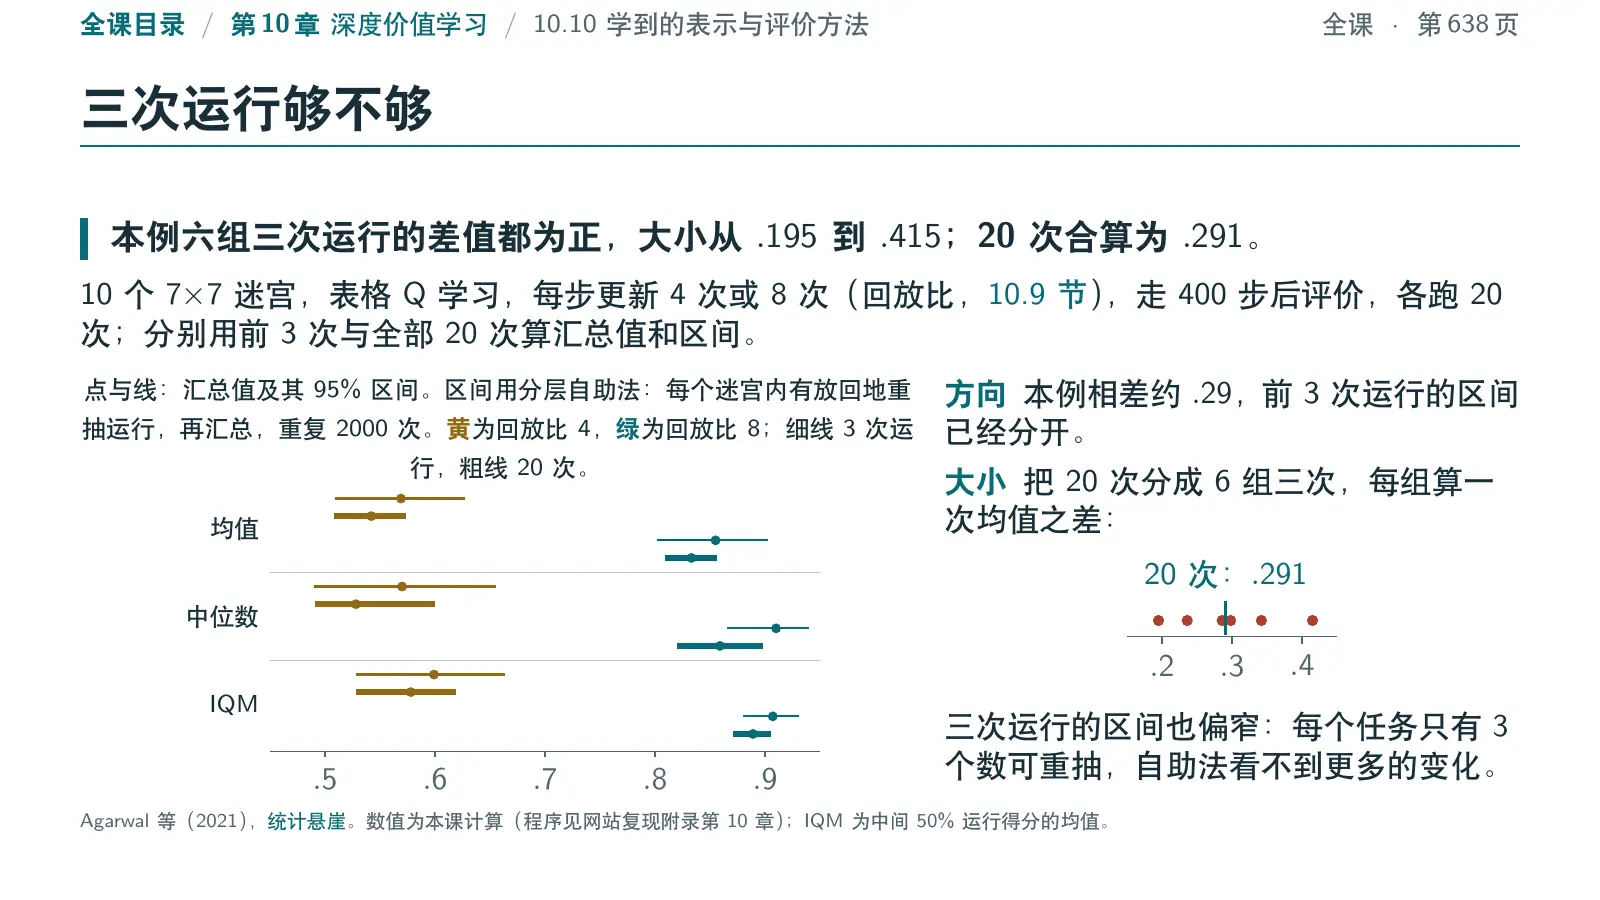 全课目录 / 第 10 章 深度价值学习 / 10.10 学到的表示与评价方法
全课 · 第 638 页
三次运行够不够
本例六组三次运行的差值都为正，大小从 .195 到 .415；20 次合算为 .291。
10 个 7×7 迷宫，表格 Q 学习，每步更新 4 次或 8 次（回放比，10.9 节），走 400 步后评价，各跑 20
次；分别用前 3 次与全部 20 次算汇总值和区间。
点与线：汇总值及其 95% 区间。区间用分层自助法：每个迷宫内有放回地重
抽运行，再汇总，重复 2000 次。黄为回放比 4，绿为回放比 8；细线 3 次运
行，粗线 20 次。
均值
中位数
IQM
.5 .6 .7 .8 .9
方向 本例相差约 .29，前 3 次运行的区间
已经分开。
大小 把 20 次分成 6 组三次，每组算一
次均值之差：
20 次： .291
.2 .3 .4
三次运行的区间也偏窄：每个任务只有 3
个数可重抽，自助法看不到更多的变化。
Agarwal 等（2021），统计悬崖。数值为本课计算（程序见网站复现附录第 10 章）；IQM 为中间 50% 运行得分的均值。